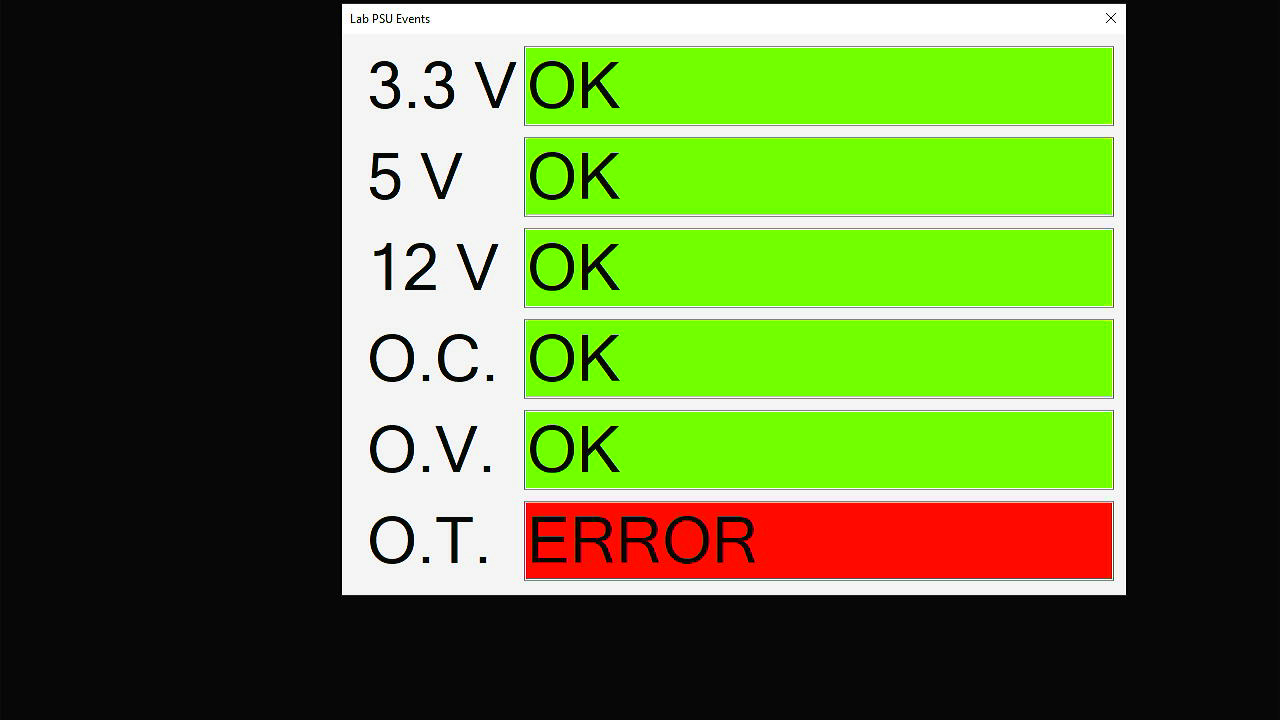 Lab PSU Events
3.3 V OK
5 V OK
12 V OK
O.C. OK
O.V. OK
O.T. ERROR